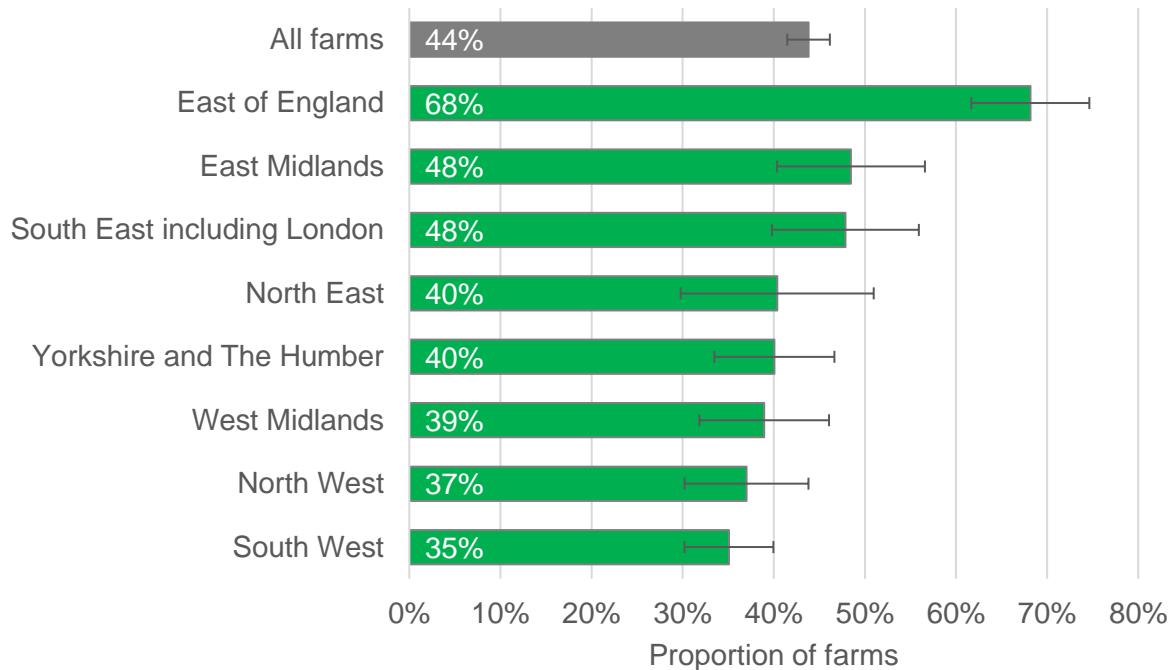 All farms 44%
East of England 68%
East Midlands 48%
South East including London 48%
North East 40%
Yorkshire and The Humber 40%
West Midlands 39%
North West 37%
South West 35%
0% 10% 20% 30% 40% 50% 60% 70% 80%
Proportion of farms